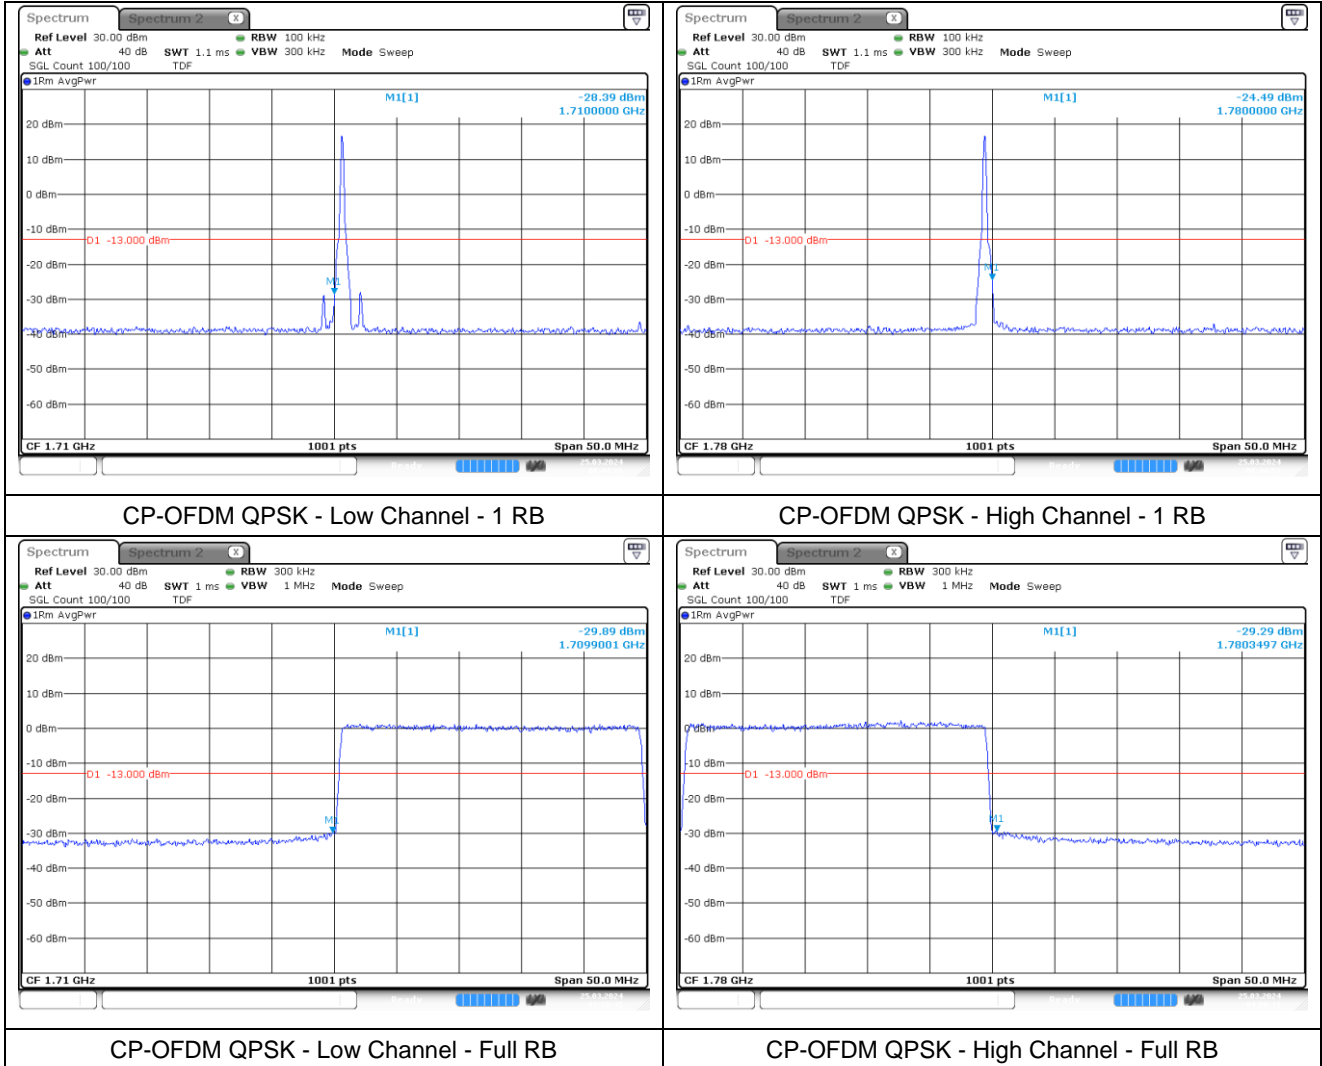 Spectrum Spectrum 2 X
Ref Level 30.00 dBm RBW 100 kHz
Att 40 dB SWT 1.1 ms VBW 300 kHz Mode Sweep
SGL Count 100/100 TDF
1Rm AvgPwr
M1[1] -28.39 dBm
1.7100000 GHz
20 dBm
10 dBm
0 dBm
-10 dBm
D1 -13.000 dBm
-20 dBm
M1
-30 dBm
-40 dBm
-50 dBm
-60 dBm
CF 1.71 GHz 1001 pts Span 50.0 MHz
Ready 25.03.2024
CP-OFDM QPSK - Low Channel - 1 RB
Spectrum Spectrum 2 X
Ref Level 30.00 dBm RBW 100 kHz
Att 40 dB SWT 1.1 ms VBW 300 kHz Mode Sweep
SGL Count 100/100 TDF
1Rm AvgPwr
M1[1] -24.49 dBm
1.7800000 GHz
20 dBm
10 dBm
0 dBm
-10 dBm
D1 -13.000 dBm
-20 dBm
M1
-30 dBm
-40 dBm
-50 dBm
-60 dBm
CF 1.78 GHz 1001 pts Span 50.0 MHz
Ready 25.03.2024
CP-OFDM QPSK - High Channel - 1 RB
Spectrum Spectrum 2 X
Ref Level 30.00 dBm RBW 300 kHz
Att 40 dB SWT 1 ms VBW 1 MHz Mode Sweep
SGL Count 100/100 TDF
1Rm AvgPwr
M1[1] -29.89 dBm
1.7099001 GHz
20 dBm
10 dBm
0 dBm
-10 dBm
D1 -13.000 dBm
-20 dBm
M1
-30 dBm
-40 dBm
-50 dBm
-60 dBm
CF 1.71 GHz 1001 pts Span 50.0 MHz
Ready 25.03.2024
CP-OFDM QPSK - Low Channel - Full RB
Spectrum Spectrum 2 X
Ref Level 30.00 dBm RBW 300 kHz
Att 40 dB SWT 1 ms VBW 1 MHz Mode Sweep
SGL Count 100/100 TDF
1Rm AvgPwr
M1[1] -29.29 dBm
1.7803497 GHz
20 dBm
10 dBm
0 dBm
-10 dBm
D1 -13.000 dBm
-20 dBm
M1
-30 dBm
-40 dBm
-50 dBm
-60 dBm
CF 1.78 GHz 1001 pts Span 50.0 MHz
Ready 25.03.2024
CP-OFDM QPSK - High Channel - Full RB